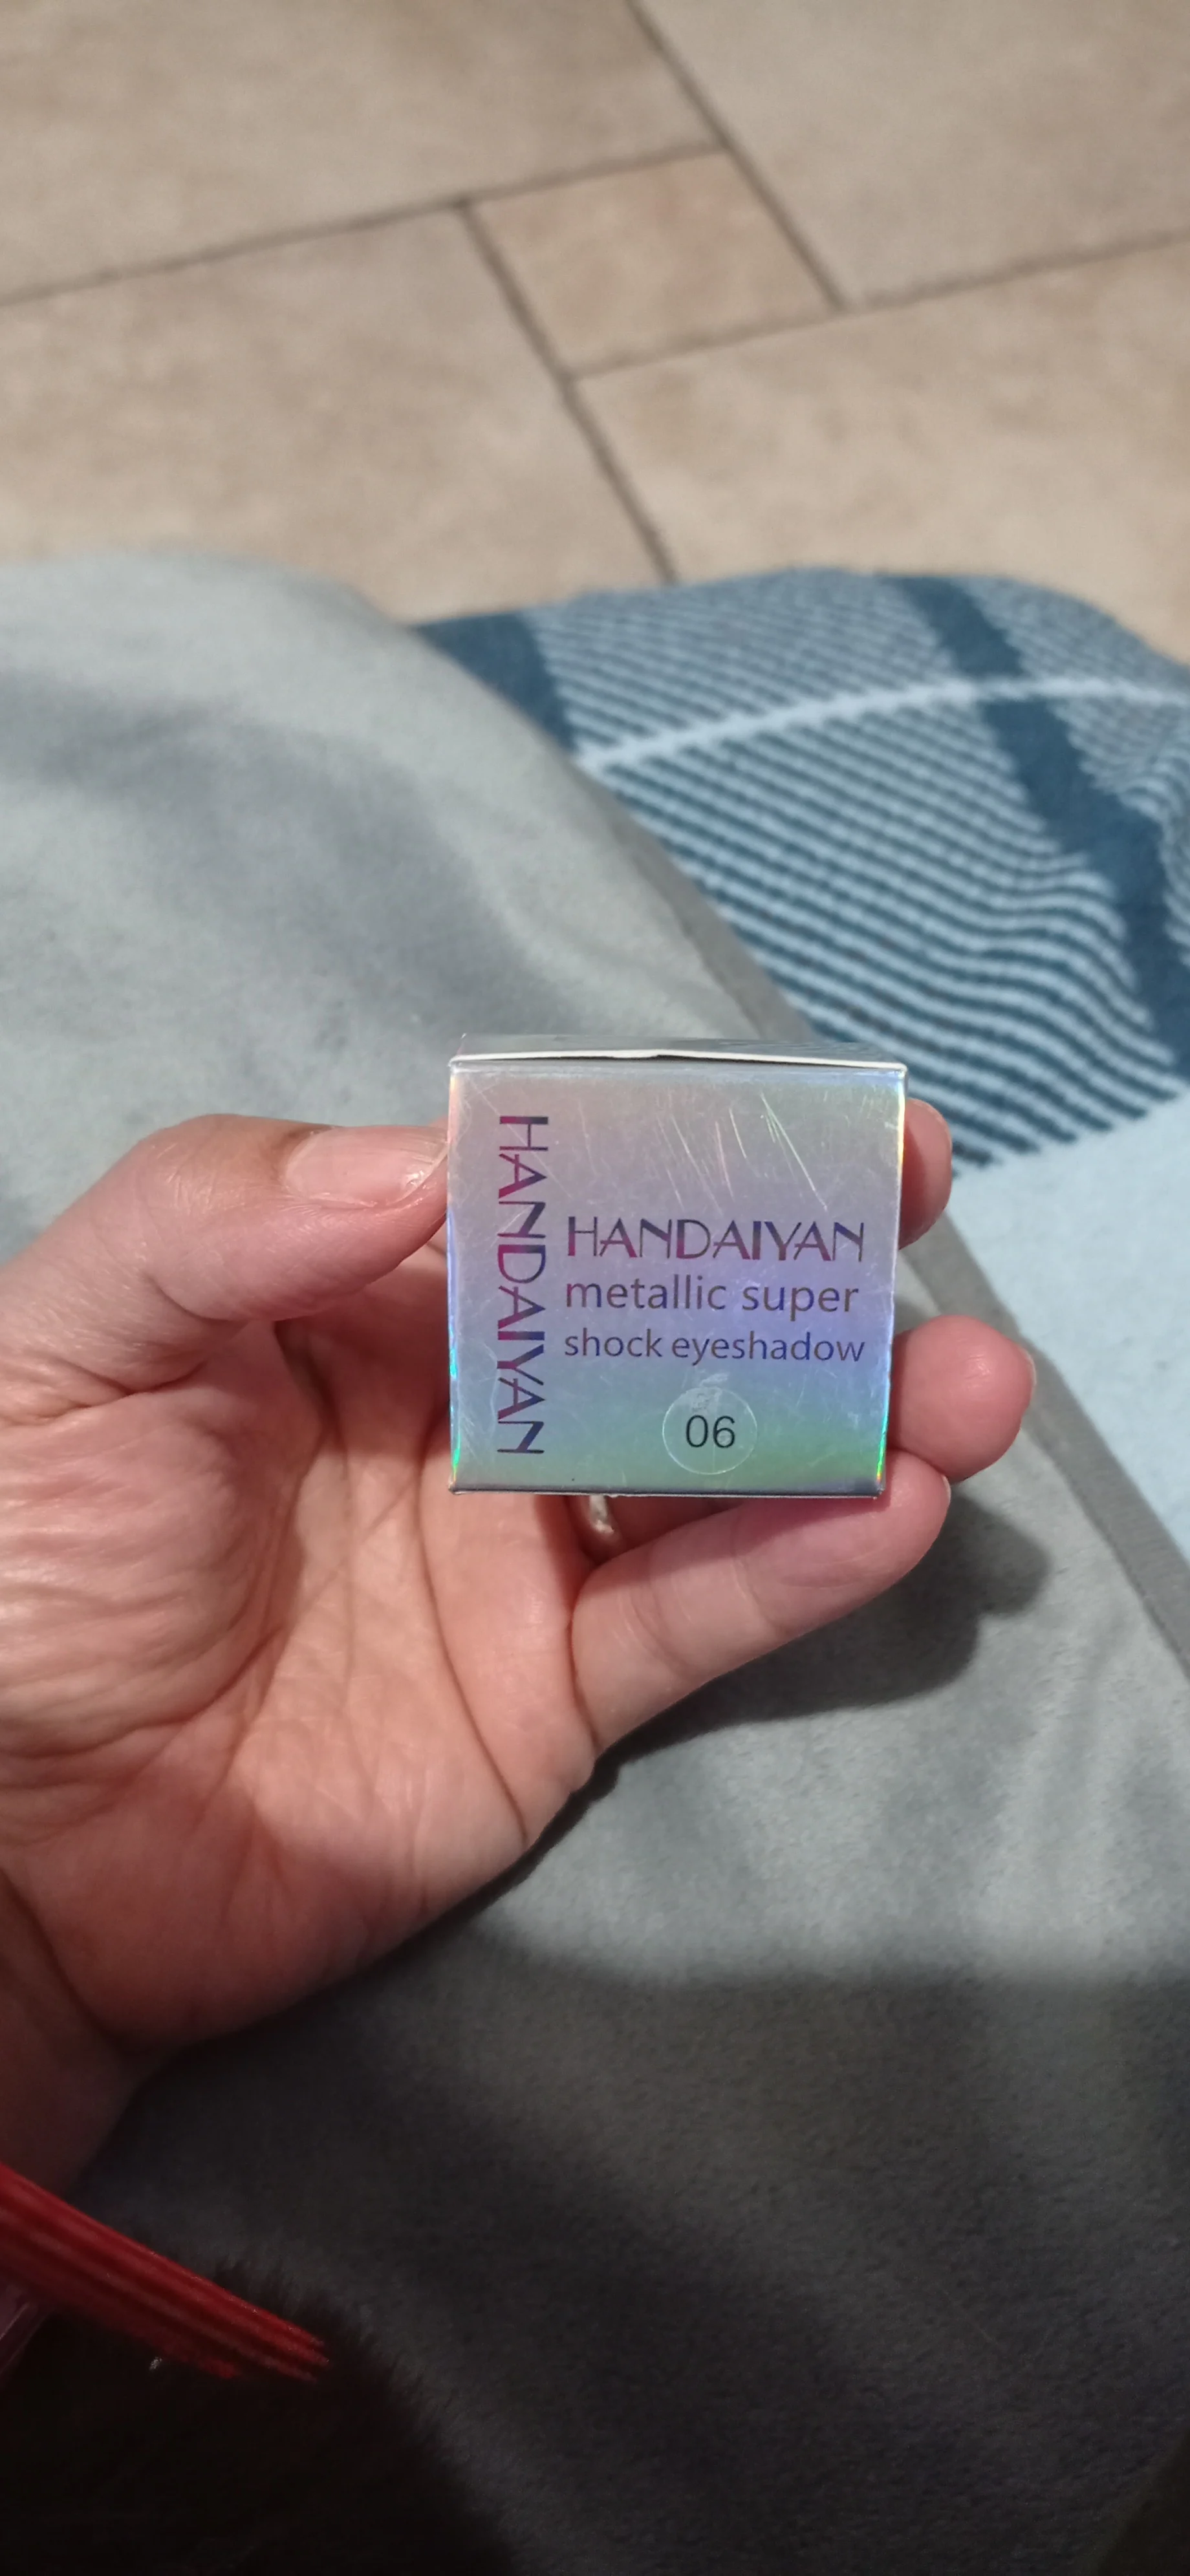 HANDAIYAN
HANDAIYAN
metallic super
shock eyeshadow
06